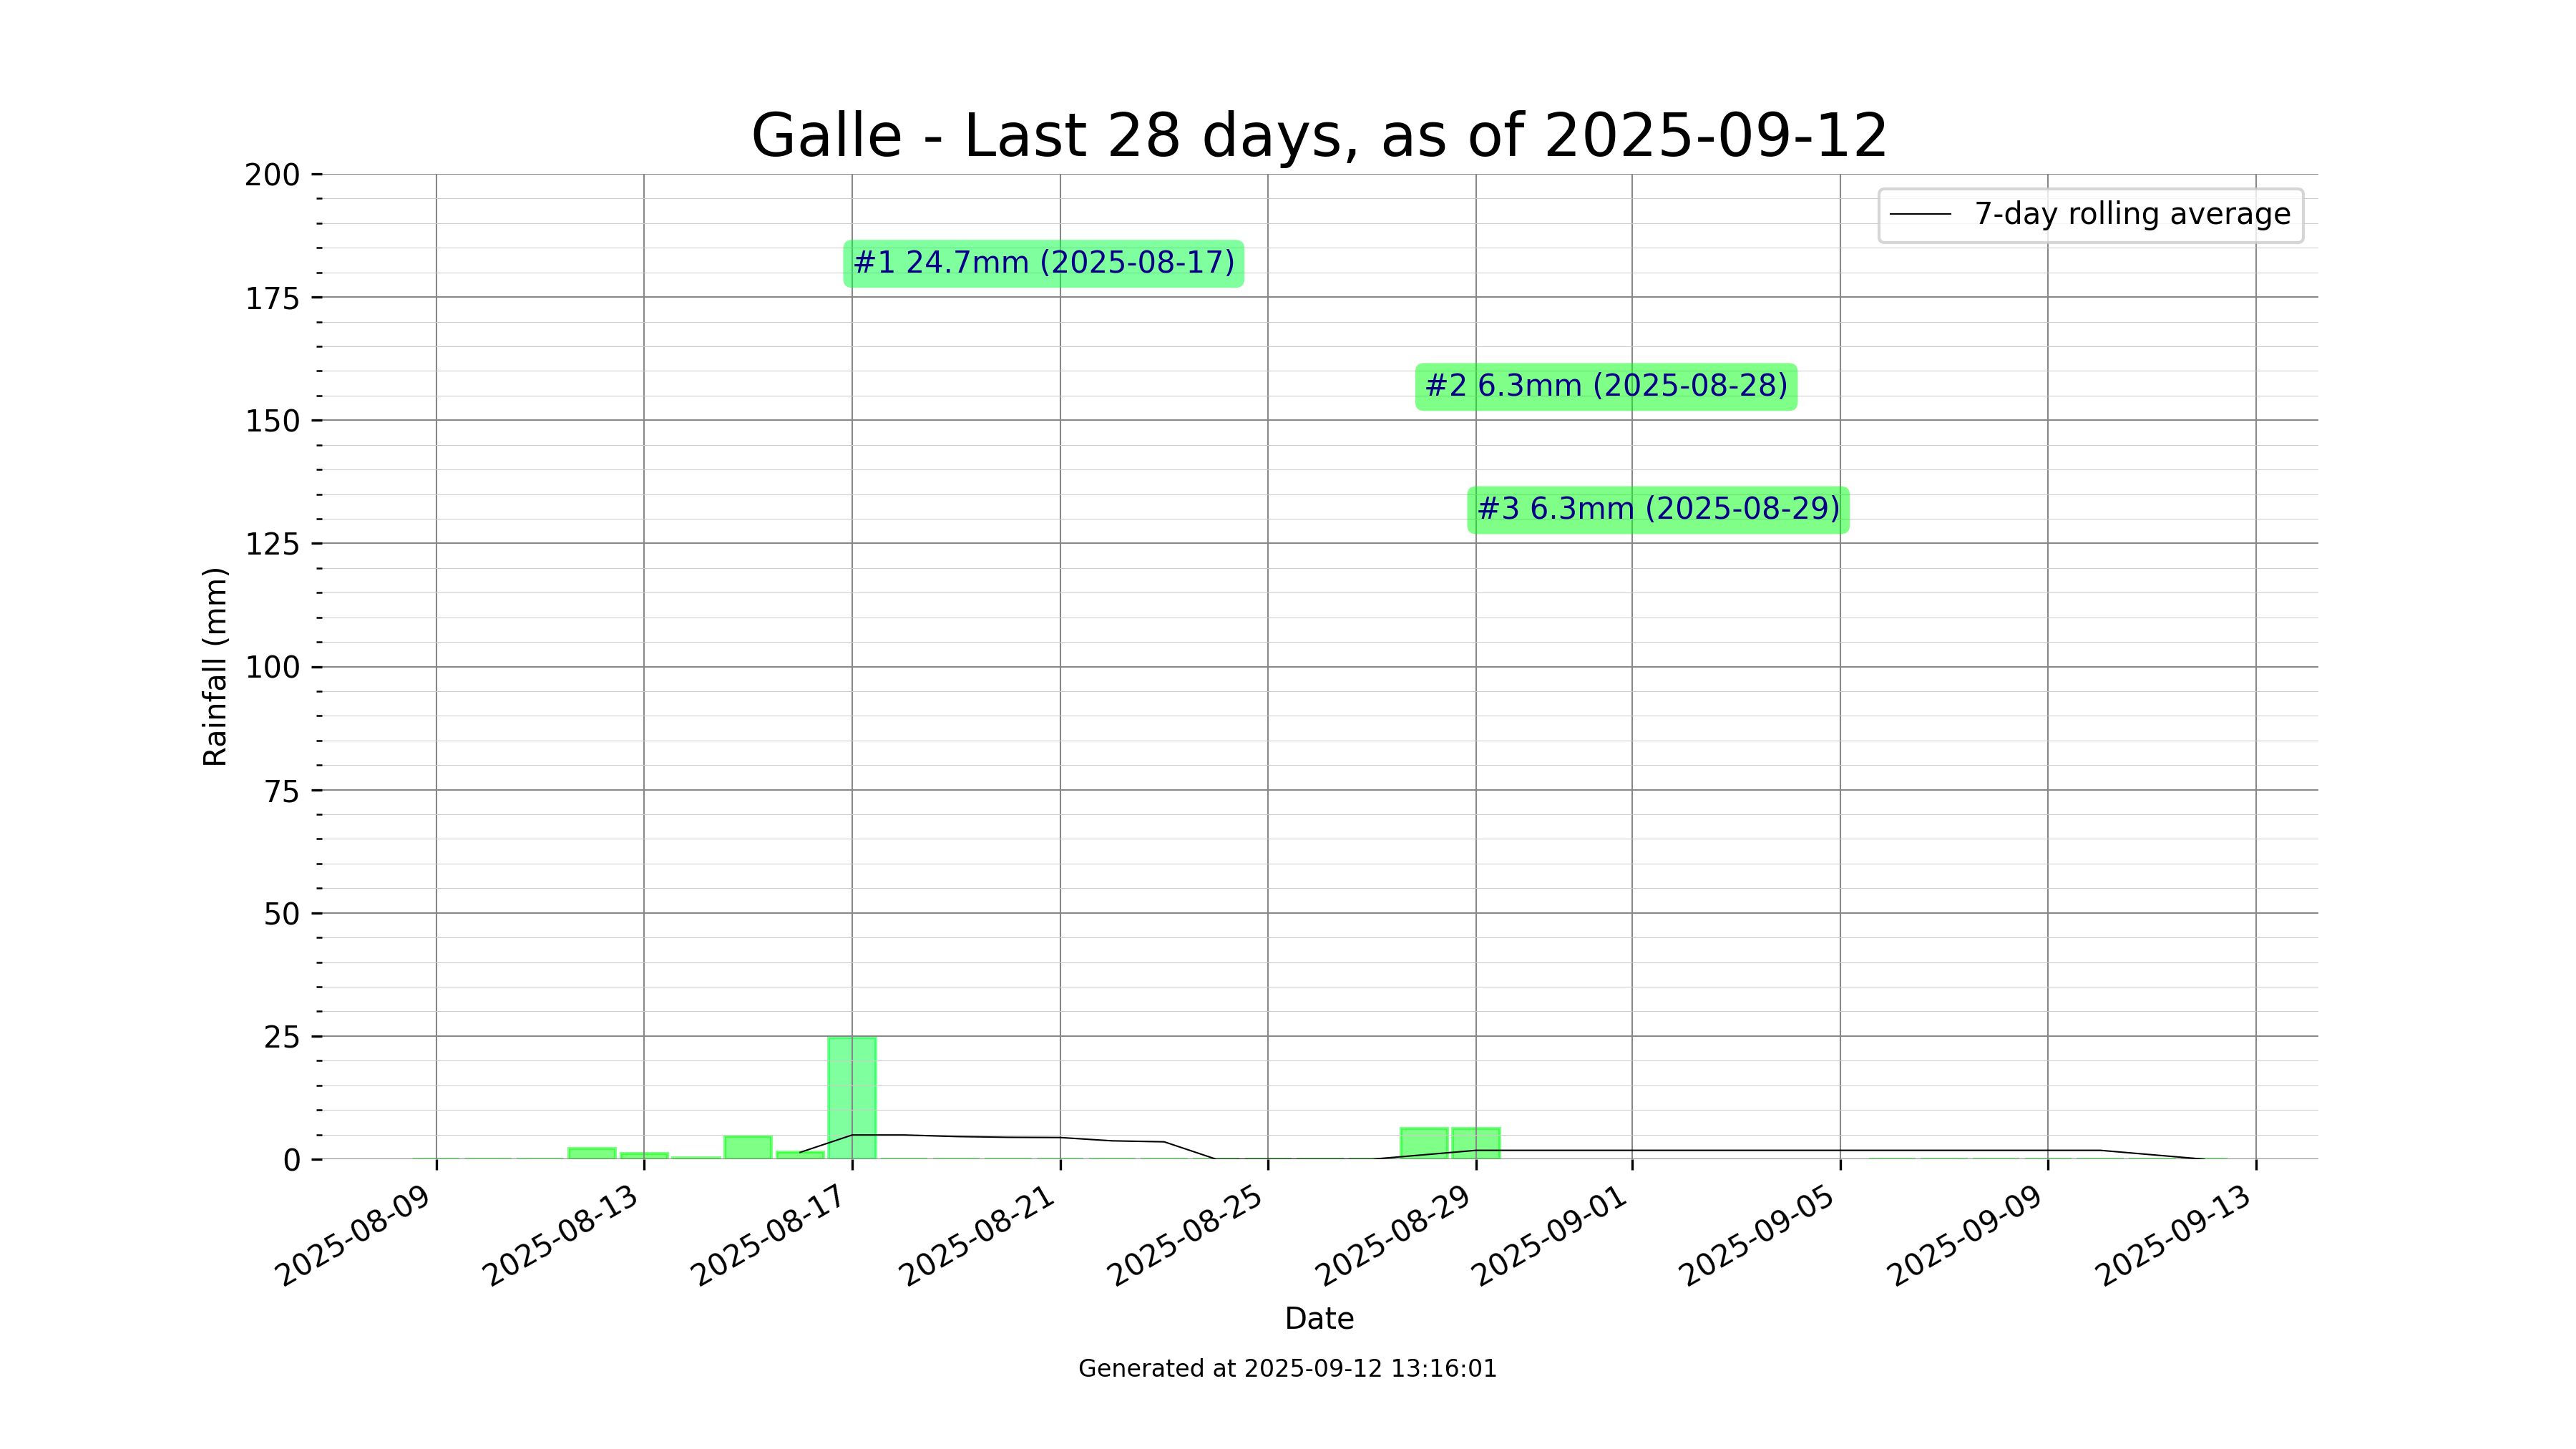 Galle - Last 28 days, as of 2025-09-12
7-day rolling average
#1 24.7mm (2025-08-17)
#2 6.3mm (2025-08-28)
#3 6.3mm (2025-08-29)
Rainfall (mm)
200
175
150
125
100
75
50
25
0
2025-08-09
2025-08-13
2025-08-17
2025-08-21
2025-08-25
2025-08-29
2025-09-01
2025-09-05
2025-09-09
2025-09-13
Date
Generated at 2025-09-12 13:16:01